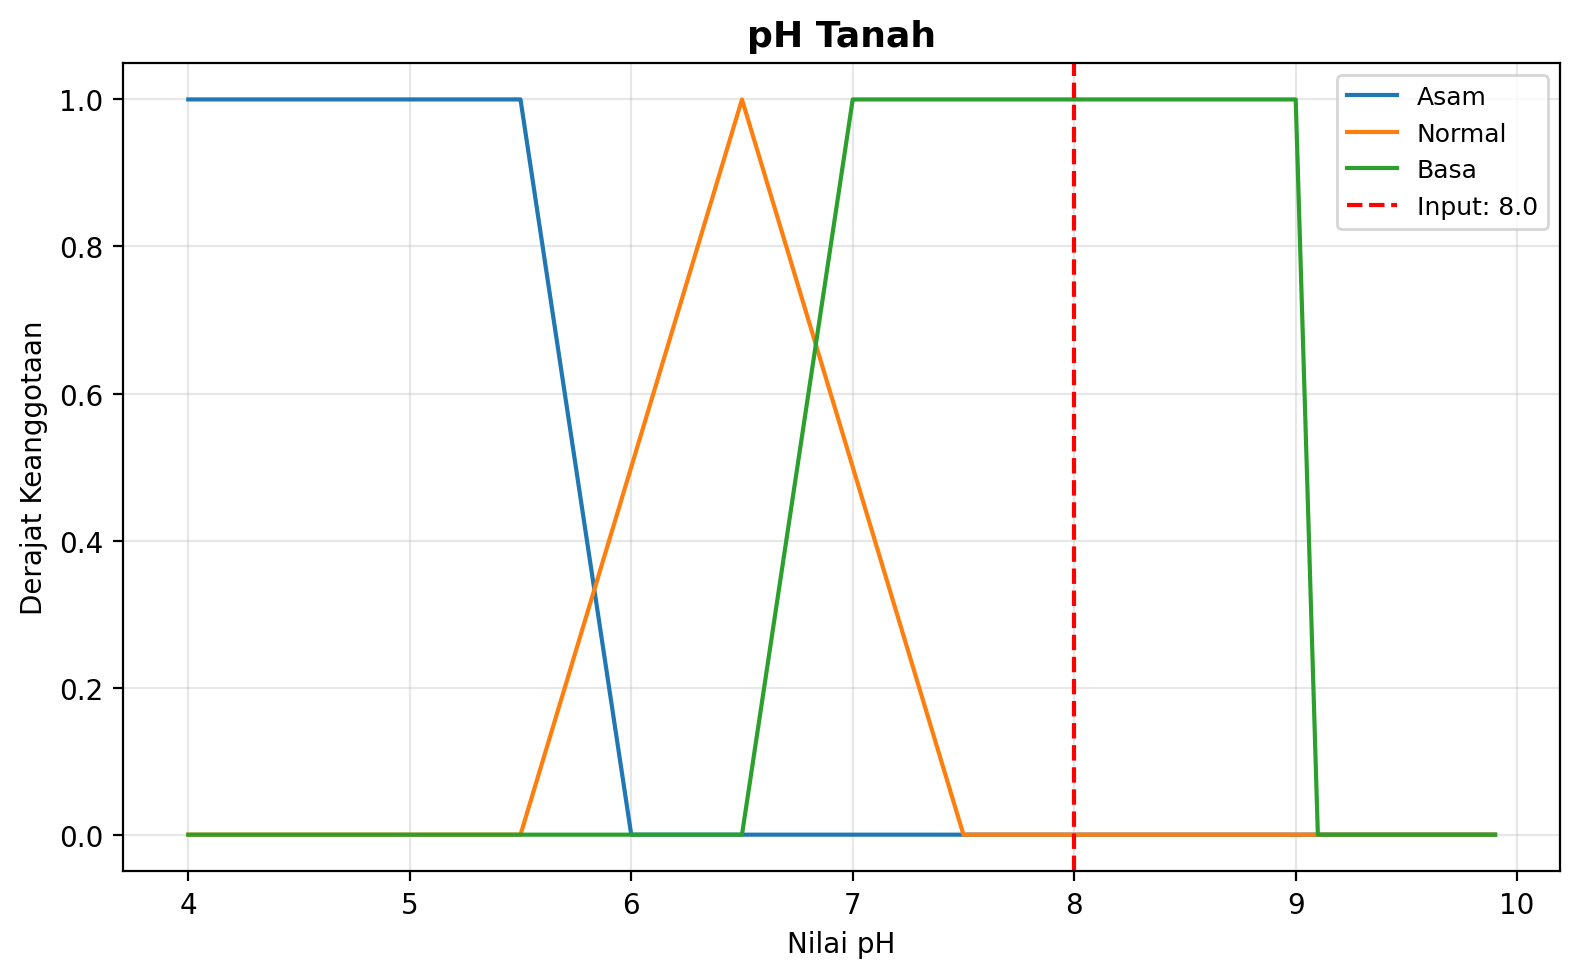 pH Tanah
Derajat Keanggotaan
1.0
0.8
0.6
0.4
0.2
0.0
Asam
Normal
Basa
Input: 8.0
4 5 6 7 8 9 10
Nilai pH